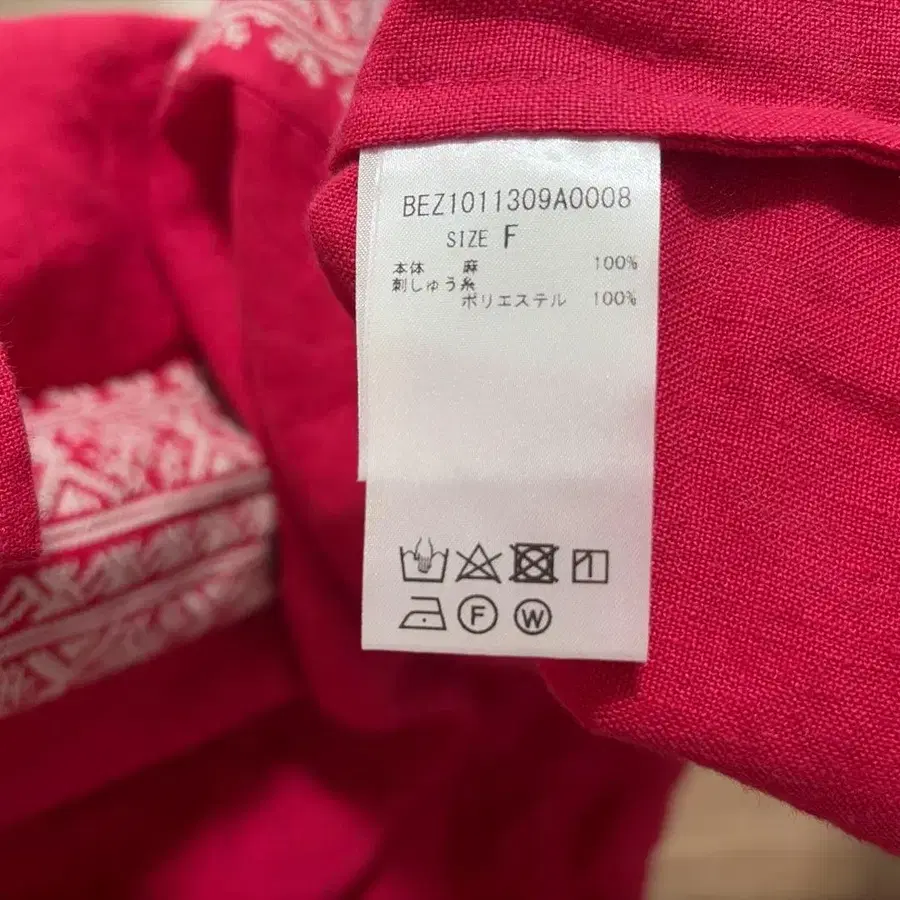 BEZ1011309A0008
SIZE F
本体 麻 100%
刺しゅう糸
ポリエステル 100%
F W